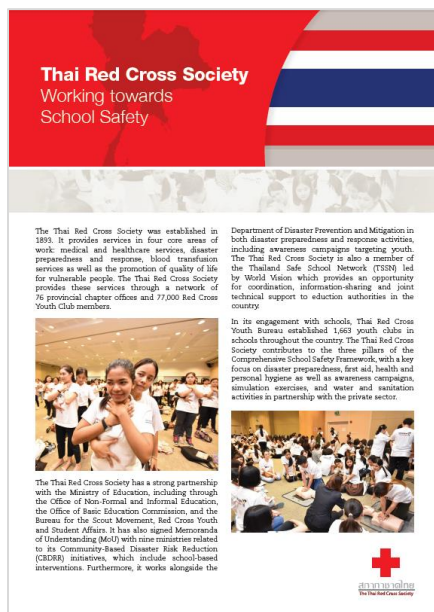 Thai Red Cross Society
Working towards
School Safety
The Thai Red Cross Society was established in
1893. It provides services in four core areas of
work: medical and healthcare services, disaster
preparedness and response, blood transfusion
services as well as the promotion of quality of life
for vulnerable people. The Thai Red Cross Society
provides these services through a network of
76 provincial chapter offices and 77,000 Red Cross
Youth Club members.
The Thai Red Cross Society has a strong partnership
with the Ministry of Education, including through
the Office of Non-Formal and Informal Education,
the Office of Basic Education Commission, and the
Bureau for the Scout Movement, Red Cross Youth
and Student Affairs. It has also signed Memoranda
of Understanding (MoU) with nine ministries related
to its Community-Based Disaster Risk Reduction
(CBDRR) initiatives, which include school-based
interventions. Furthermore, it works alongside the
Department of Disaster Prevention and Mitigation in
both disaster preparedness and response activities,
including awareness campaigns targeting youth.
The Thai Red Cross Society is also a member of
the Thailand Safe School Network (TSSN) led
by World Vision which provides an opportunity
for coordination, information-sharing and joint
technical support to eduction authorities in the
country.
In its engagement with schools, Thai Red Cross
Youth Bureau established 1,663 youth clubs in
schools throughout the country. The Thai Red Cross
Society contributes to the three pillars of the
Comprehensive School Safety Framework, with a key
focus on disaster preparedness, first aid, health and
personal hygiene as well as awareness campaigns,
simulation exercises, and water and sanitation
activities in partnership with the private sector.
สภากาชาดไทย
The Thai Red Cross Society